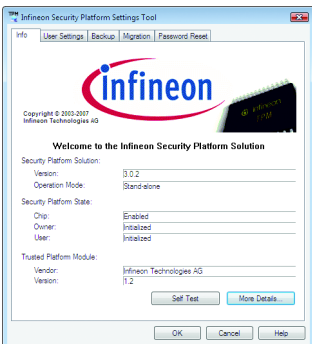 Infineon Security Platform Settings Tool
Info User Settings Backup Migration Password Reset
infineon
Copyright © 2003-2007
Infineon Technologies AG
infineon
TPM
Welcome to the Infineon Security Platform Solution
Security Platform Solution:
Version: 3.0.2
Operation Mode: Stand-alone
Security Platform State:
Chip: Enabled
Owner: Initialized
User: Initialized
Trusted Platform Module:
Vendor: Infineon Technologies AG
Version: 1.2
Self Test More Details...
OK Cancel Help